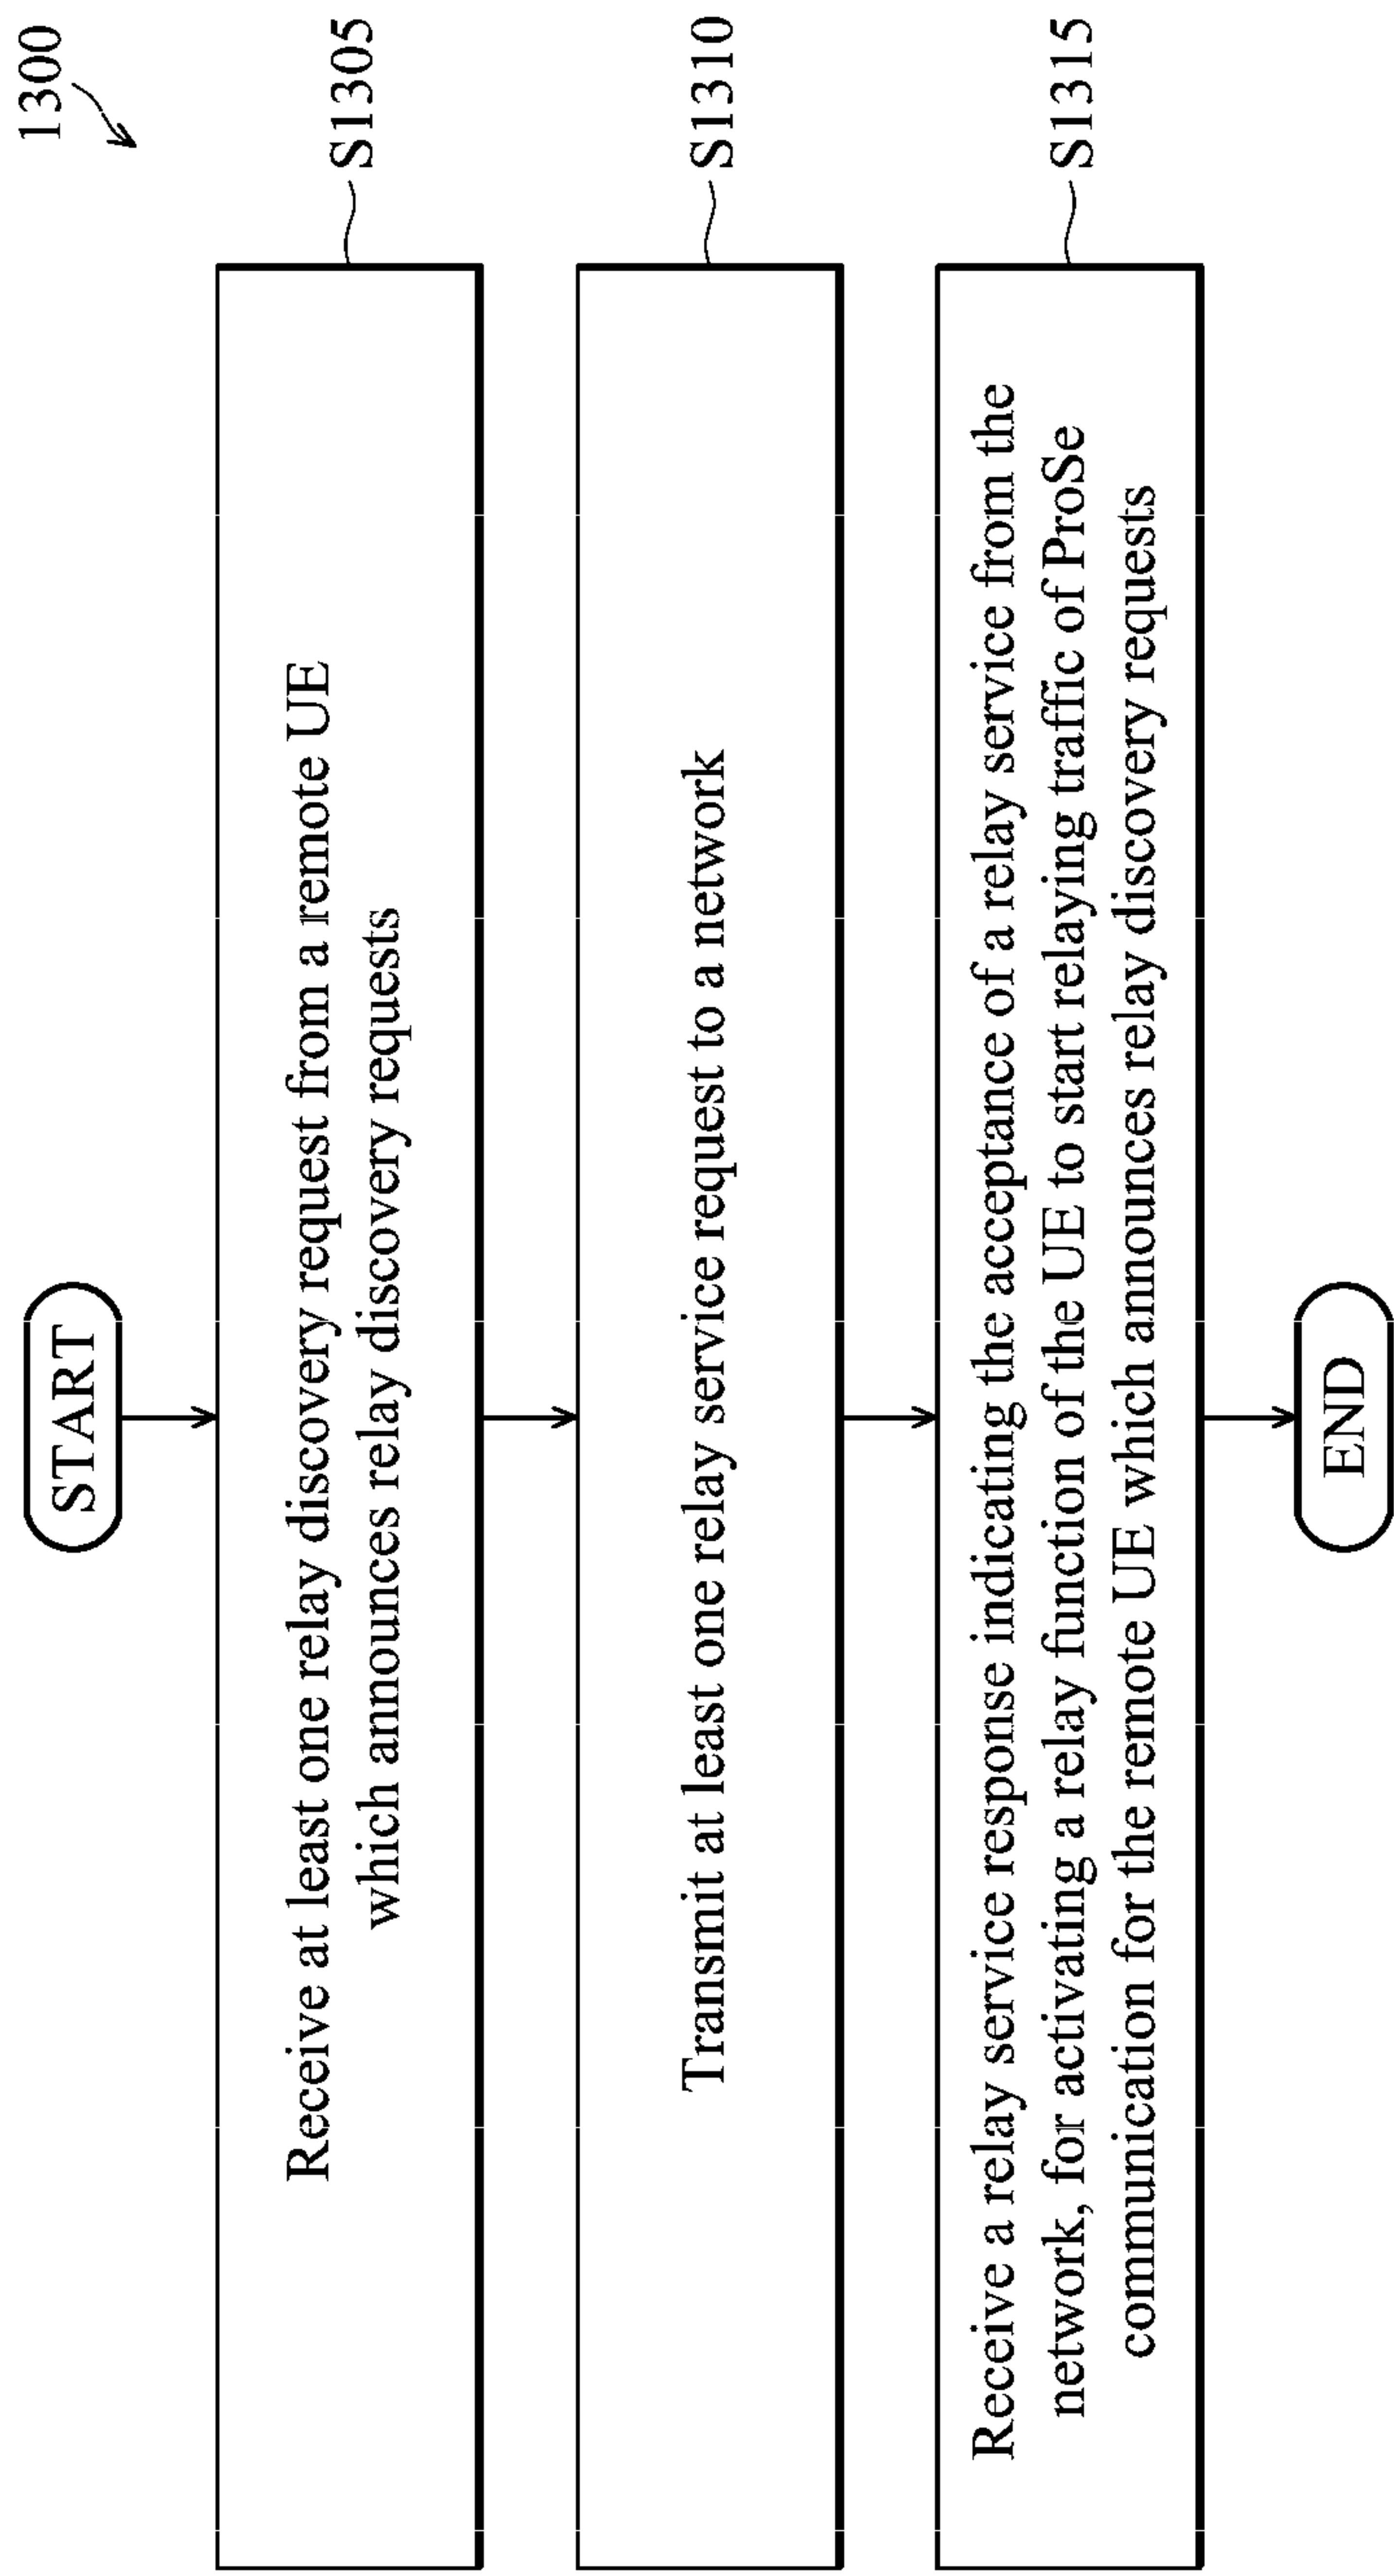 1300
START
Receive at least one relay discovery request from a remote UE
which announces relay discovery requests
S1305
Transmit at least one relay service request to a network
S1310
Receive a relay service response indicating the acceptance of a relay service from the
network, for activating a relay function of the UE to start relaying traffic of ProSe
communication for the remote UE which announces relay discovery requests
S1315
END